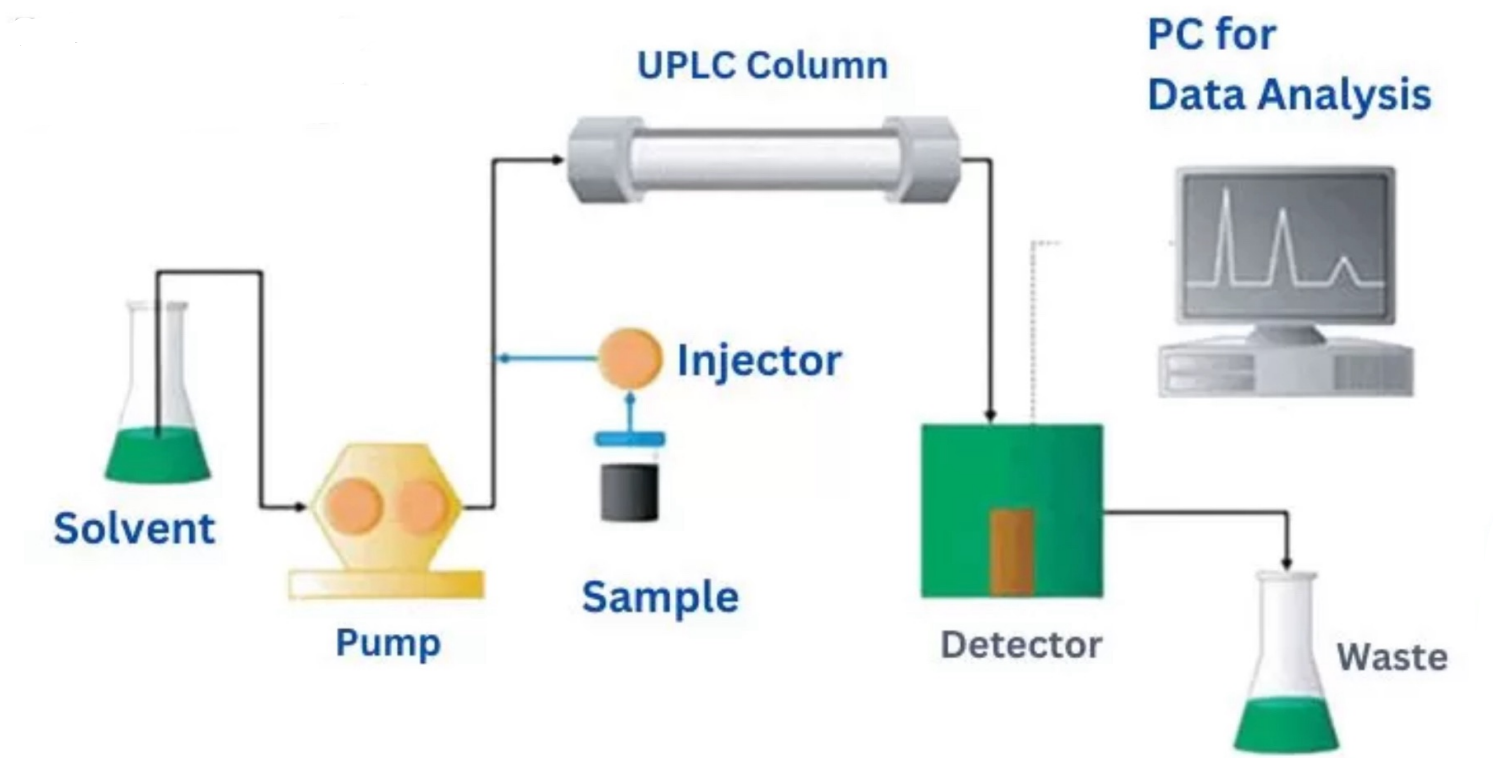 UPLC Column
PC for
Data Analysis
Injector
Solvent
Sample
Pump
Detector
Waste